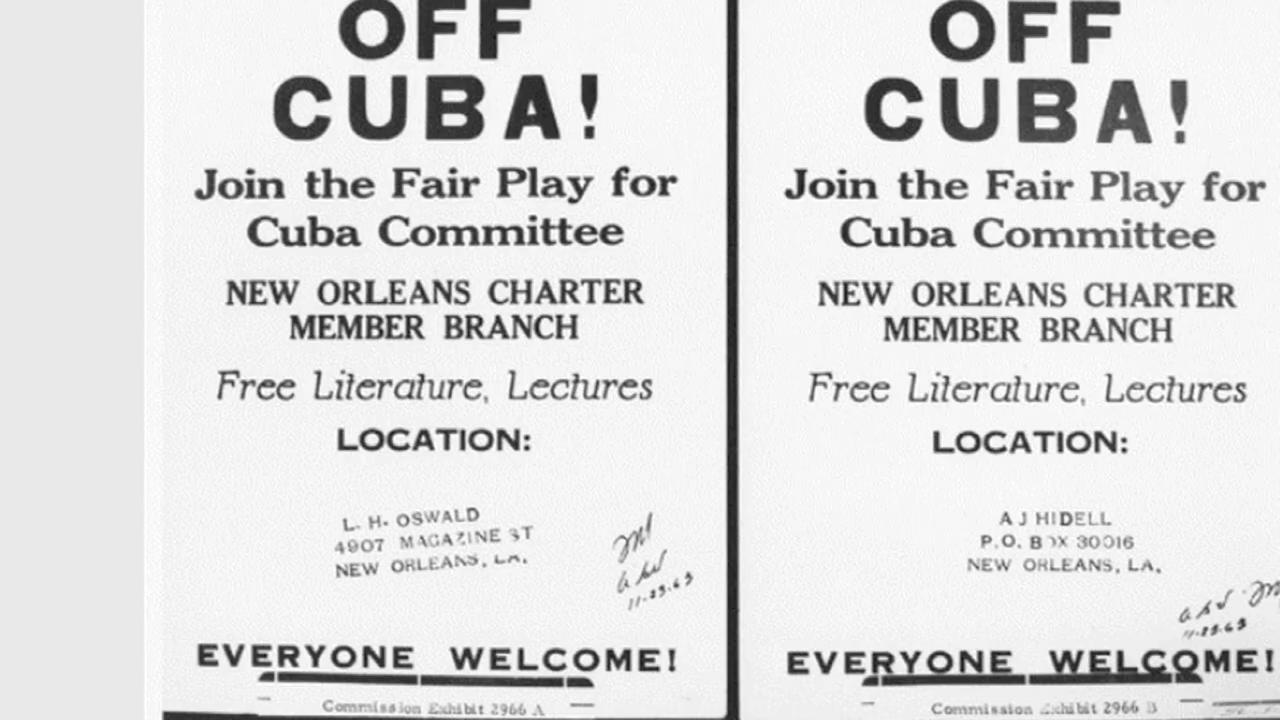 OFF
CUBA!
Join the Fair Play for
Cuba Committee
NEW ORLEANS CHARTER
MEMBER BRANCH
Free Literature, Lectures
LOCATION:
L. H. OSWALD
4907 MAGAZINE ST
NEW ORLEANS, LA.
11-23-63
EVERYONE WELCOME!
Commission Exhibit 2966 A
OFF
CUBA!
Join the Fair Play for
Cuba Committee
NEW ORLEANS CHARTER
MEMBER BRANCH
Free Literature, Lectures
LOCATION:
A J HIDELL
P.O. BOX 30016
NEW ORLEANS, LA.
11-23-63
EVERYONE WELCOME!
Commission Exhibit 2966 B